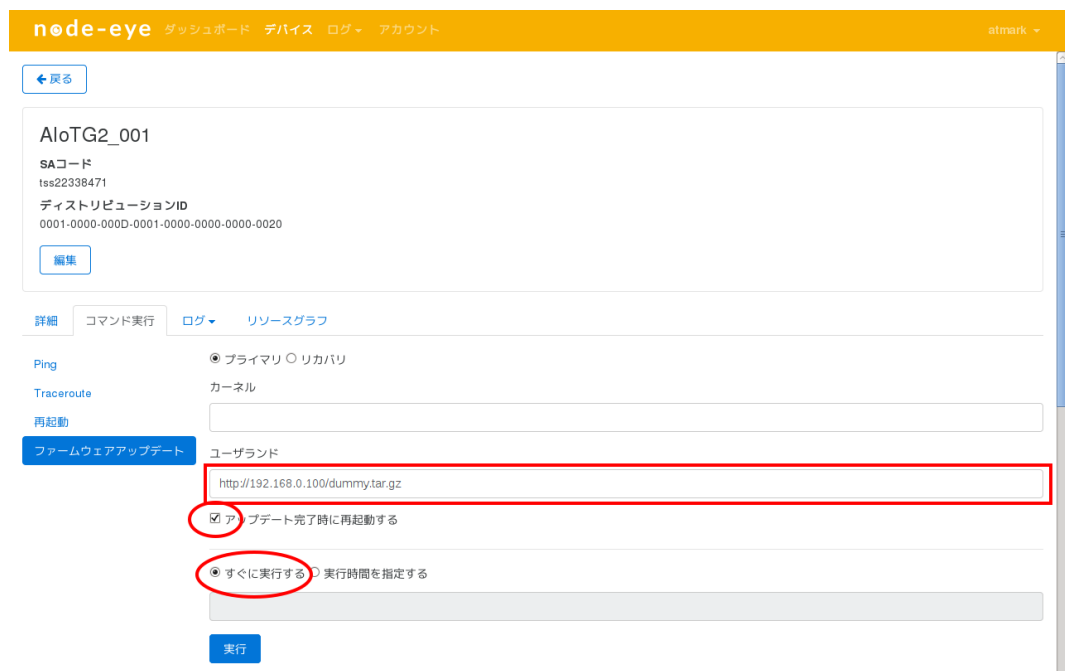 node-eye ダッシュボード デバイス ログ アカウント atmark
戻る
AIoTG2_001
SAコード
tss22338471
ディストリビューションID
0001-0000-000D-0001-0000-0000-0000-0020
編集
詳細 コマンド実行 ログ リソースグラフ
Ping
Traceroute
再起動
ファームウェアアップデート
プライマリ リカバリ
カーネル
ユーザランド
http://192.168.0.100/dummy.tar.gz
アップデート完了時に再起動する
すぐに実行する 実行時間を指定する
実行